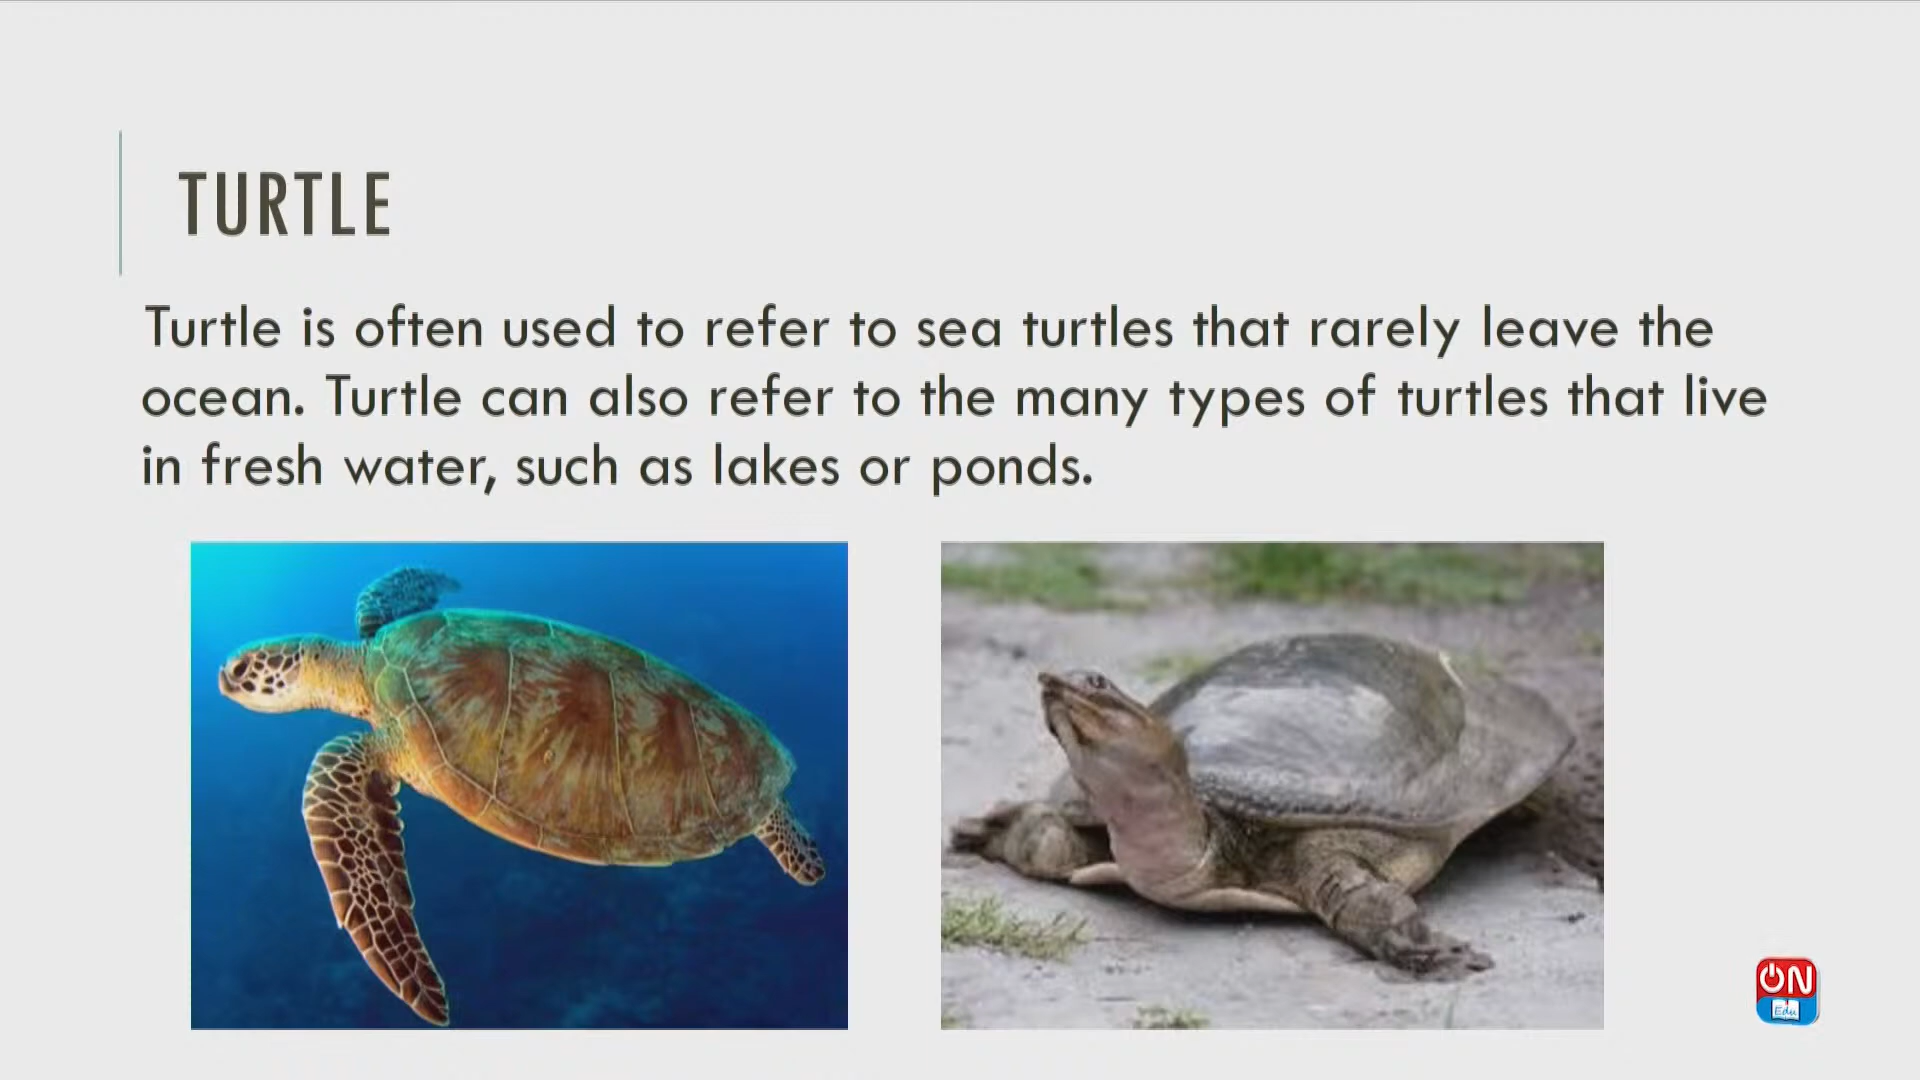 TURTLE
Turtle is often used to refer to sea turtles that rarely leave the
ocean. Turtle can also refer to the many types of turtles that live
in fresh water, such as lakes or ponds.
ON
Edu